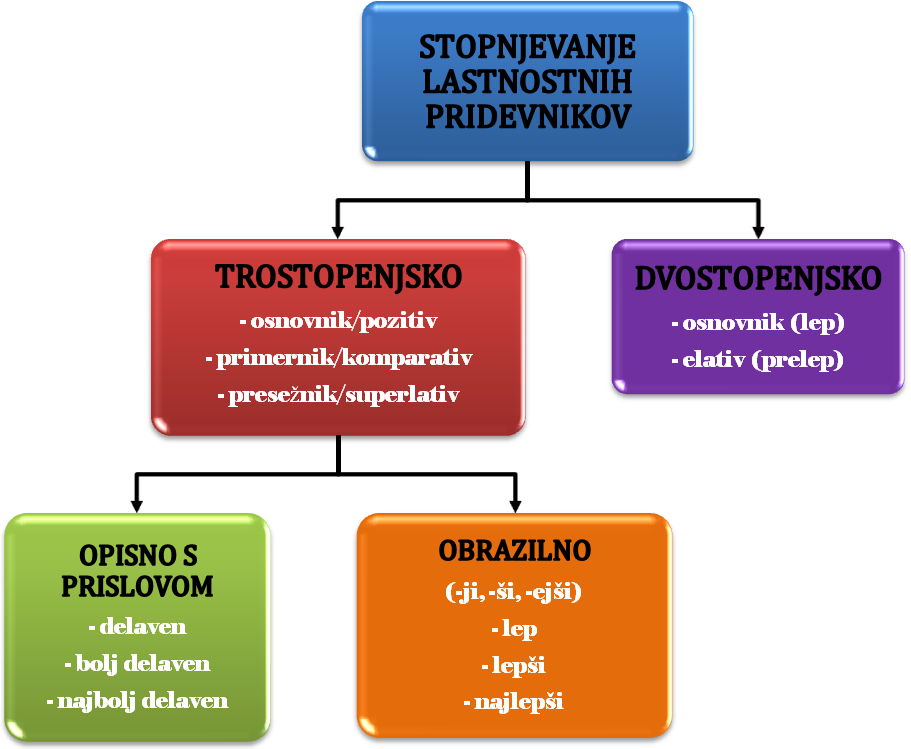 STOPNJEVANJE
LASTNOSTNIH
PRIDEVNIKOV
TROSTOPENJSKO
- osnovnik/pozitiv
- primernik/komparativ
- presežnik/superlativ
DVOSTOPENJSKO
- osnovnik (lep)
- elativ (prelep)
OPISNO S
PRISLOVOM
- delaven
- bolj delaven
- najbolj delaven
OBRAZILNO
(-ji, -ši, -ejši)
- lep
- lepši
- najlepši